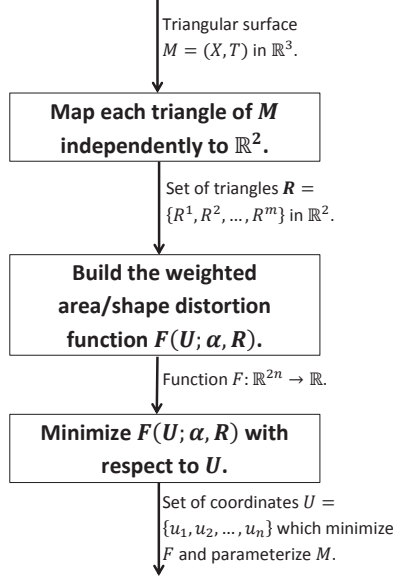 Triangular surface
M = (X, T) in ℝ³.
Map each triangle of M
independently to ℝ².
Set of triangles R =
{R¹, R², …, Rᵐ} in ℝ².
Build the weighted
area/shape distortion
function F(U; α, R).
Function F: ℝ²ⁿ → ℝ.
Minimize F(U; α, R) with
respect to U.
Set of coordinates U =
{u₁, u₂, …, uₙ} which minimize
F and parameterize M.